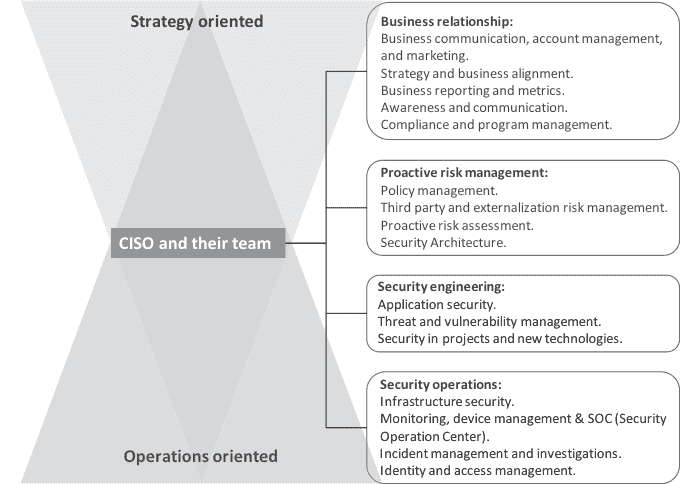 Strategy oriented
CISO and their team
Operations oriented
Business relationship:
Business communication, account management,
and marketing.
Strategy and business alignment.
Business reporting and metrics.
Awareness and communication.
Compliance and program management.
Proactive risk management:
Policy management.
Third party and externalization risk management.
Proactive risk assessment.
Security Architecture.
Security engineering:
Application security.
Threat and vulnerability management.
Security in projects and new technologies.
Security operations:
Infrastructure security.
Monitoring, device management & SOC (Security
Operation Center).
Incident management and investigations.
Identity and access management.